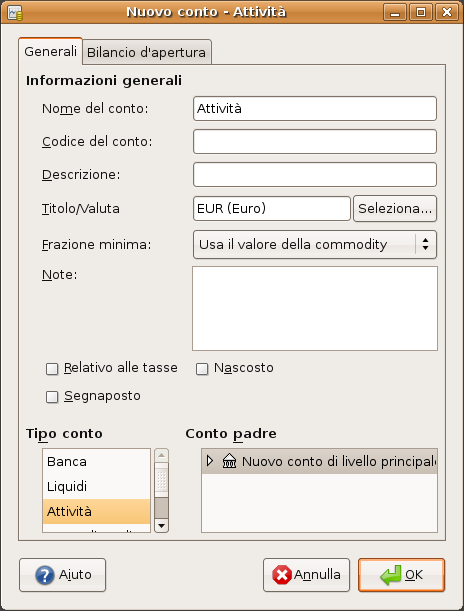 Nuovo conto - Attività
Generali Bilancio d'apertura
Informazioni generali
Nome del conto: Attività
Codice del conto:
Descrizione:
Titolo/Valuta EUR (Euro) Seleziona...
Frazione minima: Usa il valore della commodity
Note:
Relativo alle tasse Nascosto
Segnaposto
Tipo conto Conto padre
Banca Nuovo conto di livello principale
Liquidi
Attività
Aiuto Annulla OK